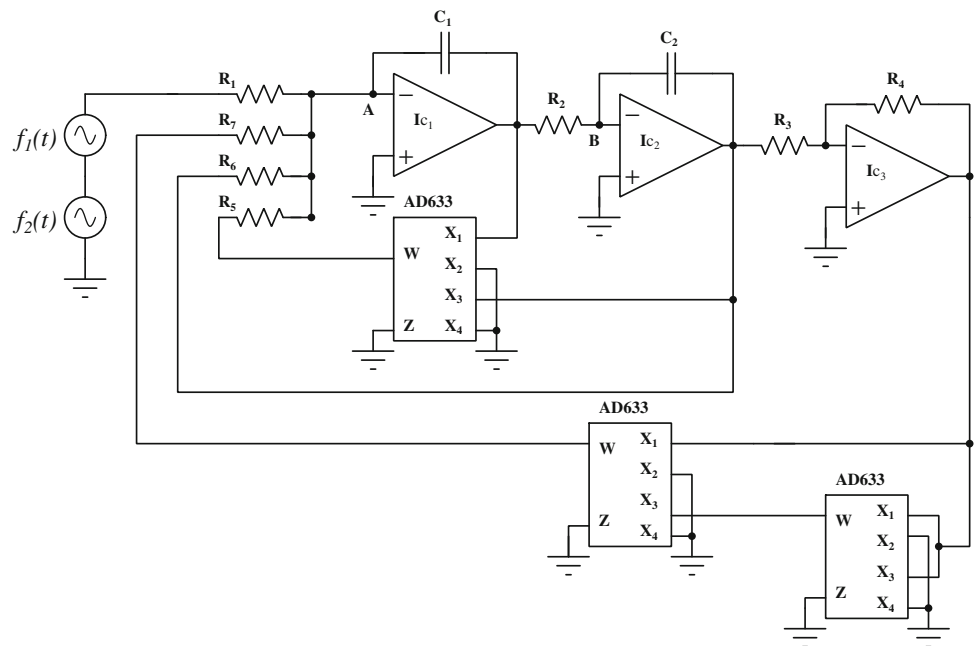 C1
C2
R1
R7
R6
R5
R2
R3
R4
A
B
Ic1
Ic2
Ic3
−
+
−
+
−
+
f1(t)
f2(t)
AD633
W
Z
X1
X2
X3
X4
AD633
W
Z
X1
X2
X3
X4
AD633
W
Z
X1
X2
X3
X4